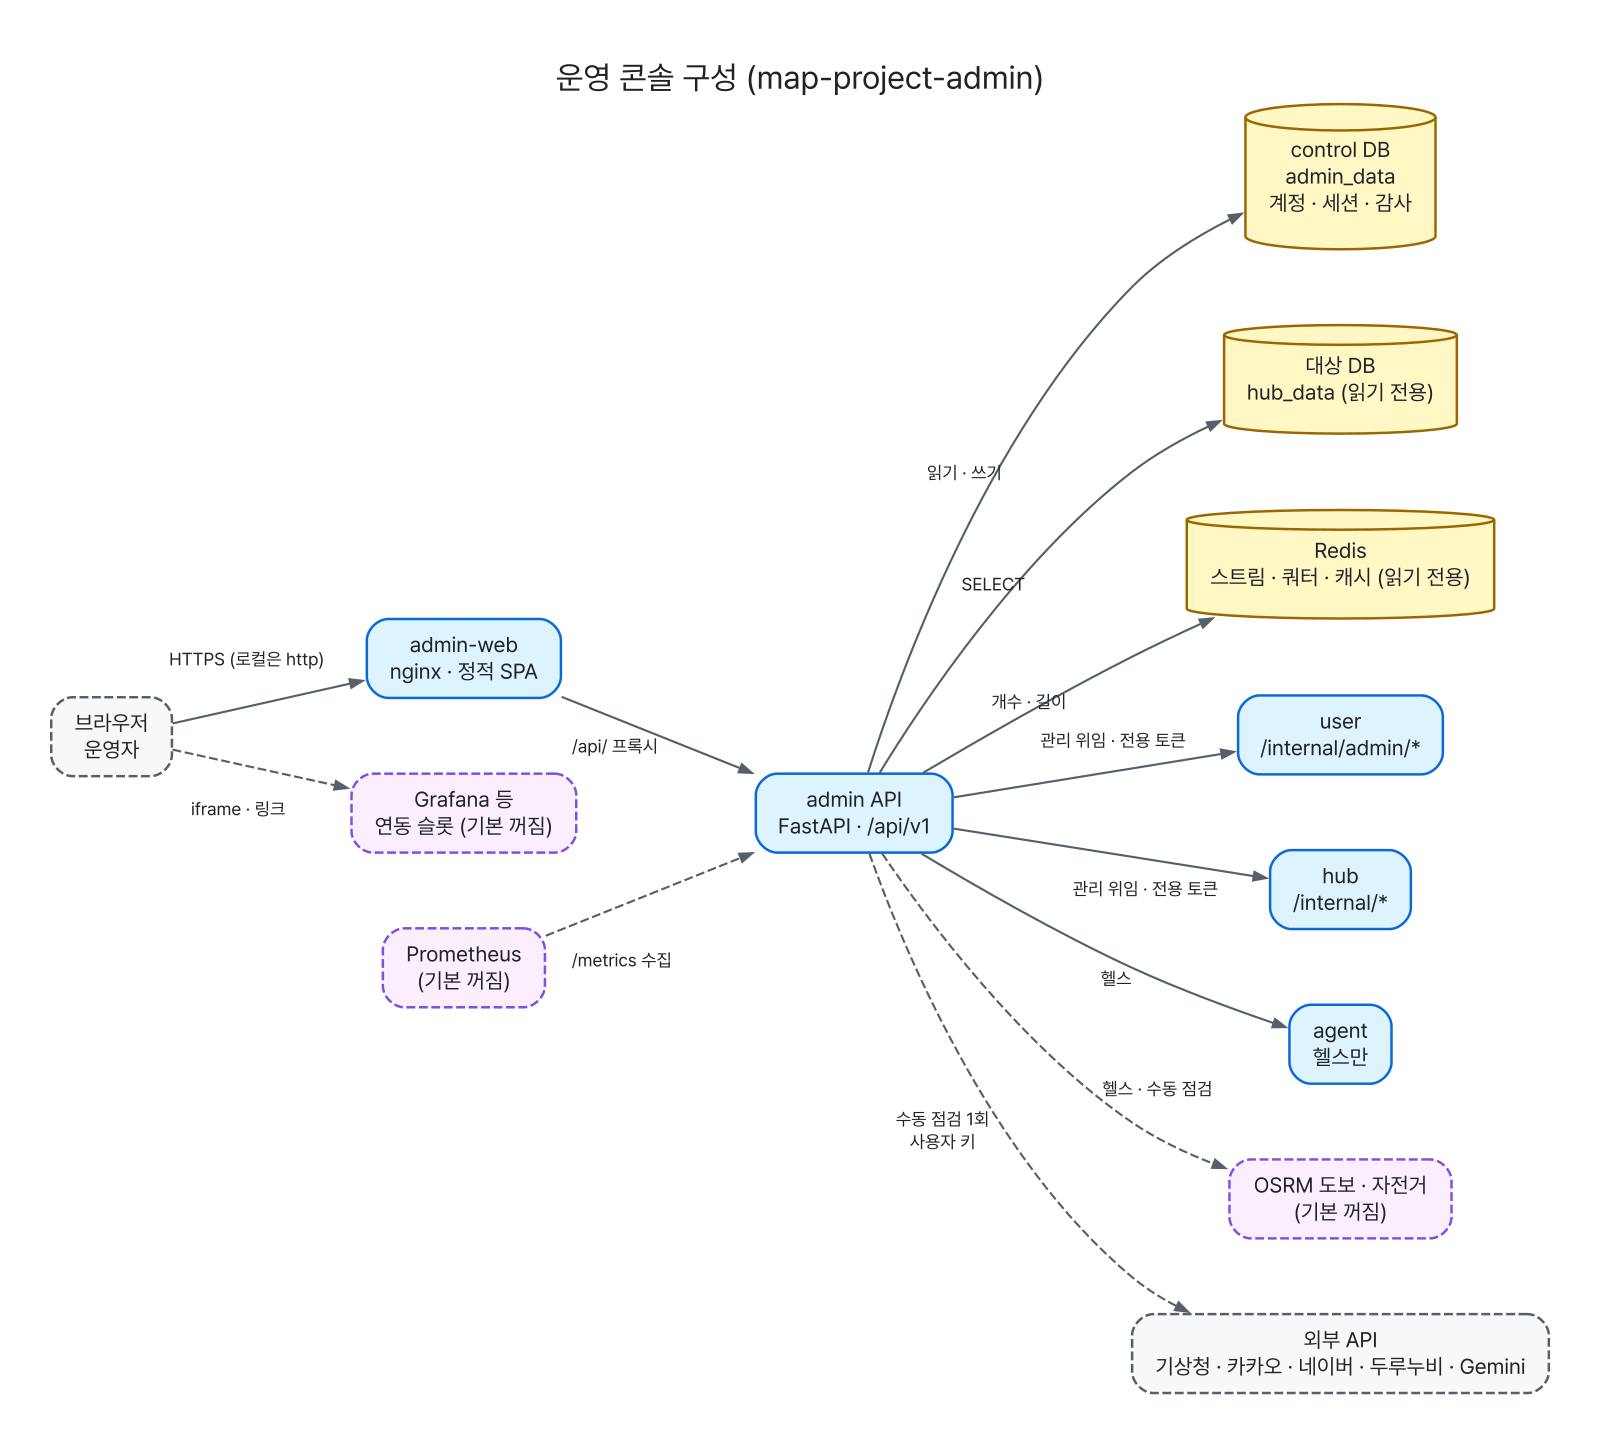 운영 콘솔 구성 (map-project-admin)
control DB
admin_data
계정 · 세션 · 감사
대상 DB
hub_data (읽기 전용)
읽기 · 쓰기
Redis
스트림 · 쿼터 · 캐시 (읽기 전용)
SELECT
admin-web
nginx · 정적 SPA
HTTPS (로컬은 http)
브라우저
운영자
/api/ 프록시
개수 · 길이
관리 위임 · 전용 토큰
user
/internal/admin/*
iframe · 링크
Grafana 등
연동 슬롯 (기본 꺼짐)
admin API
FastAPI · /api/v1
관리 위임 · 전용 토큰
hub
/internal/*
Prometheus
(기본 꺼짐)
/metrics 수집
헬스
agent
헬스만
헬스 · 수동 점검
수동 점검 1회
사용자 키
OSRM 도보 · 자전거
(기본 꺼짐)
외부 API
기상청 · 카카오 · 네이버 · 두루누비 · Gemini